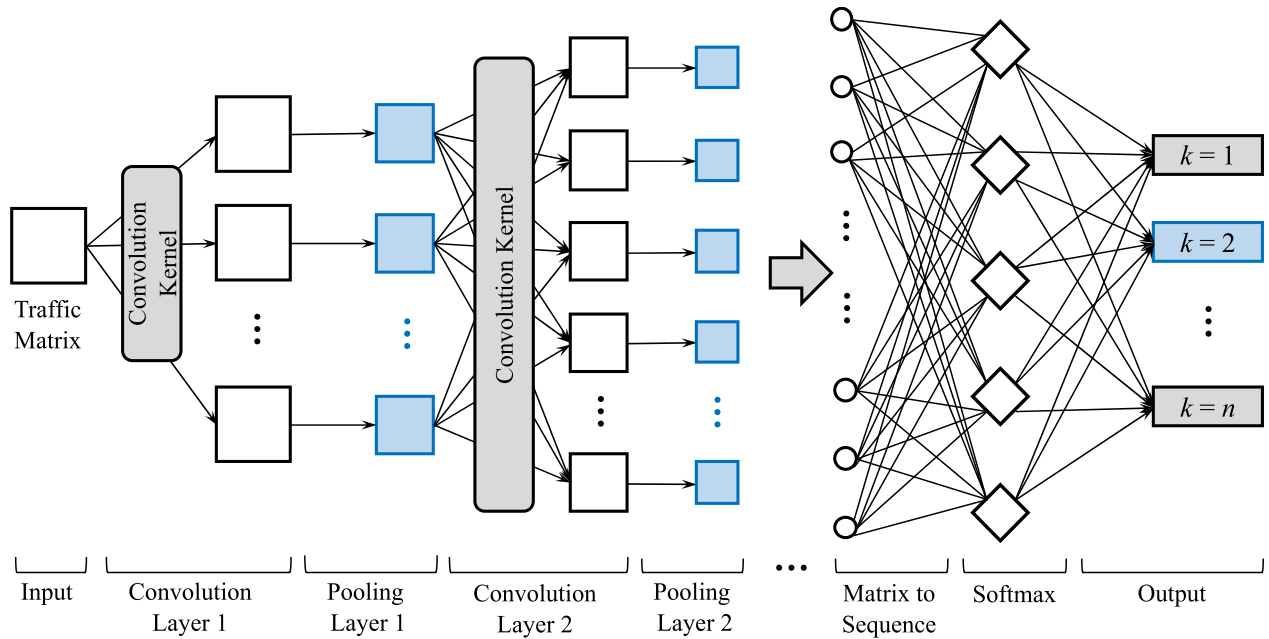 Traffic
Matrix
Convolution
Kernel
Convolution Kernel
k = 1
k = 2
k = n
Input
Convolution
Layer 1
Pooling
Layer 1
Convolution
Layer 2
Pooling
Layer 2
Matrix to
Sequence
Softmax
Output